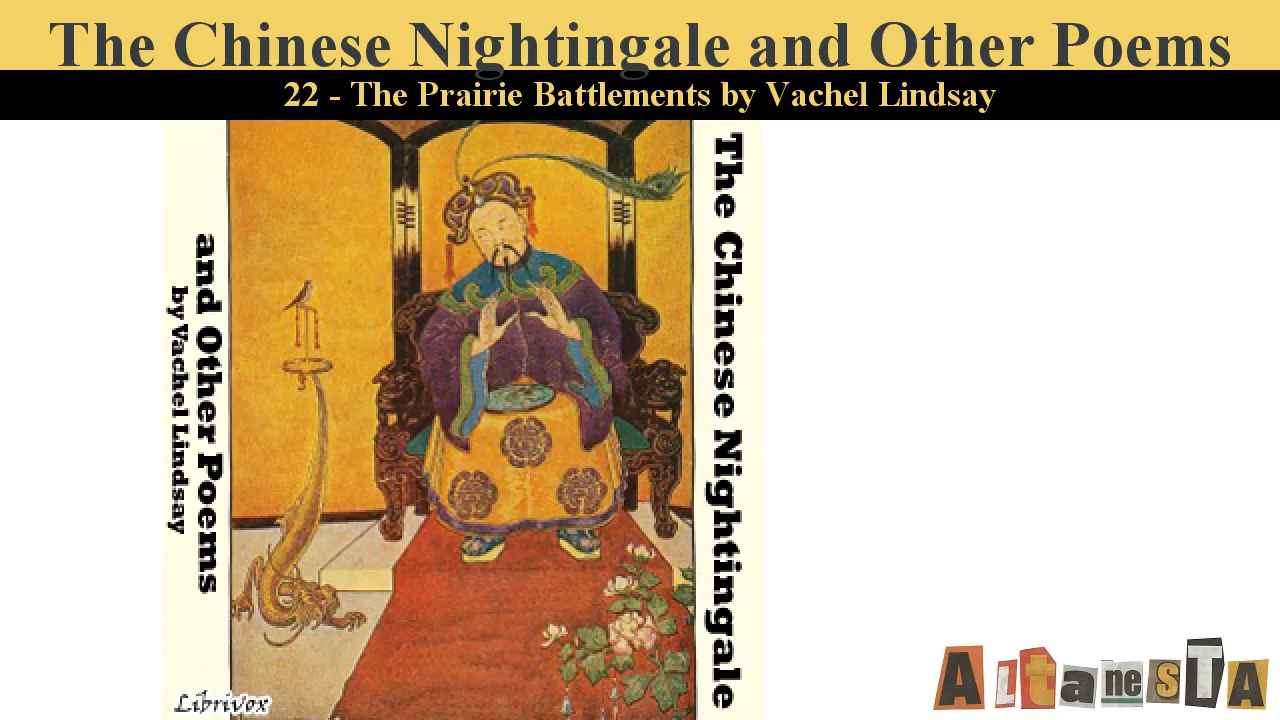 The Chinese Nightingale and Other Poems
22 - The Prairie Battlements by Vachel Lindsay
The Chinese Nightingale
and Other Poems
by Vachel Lindsay
Librivox
AltanesTA